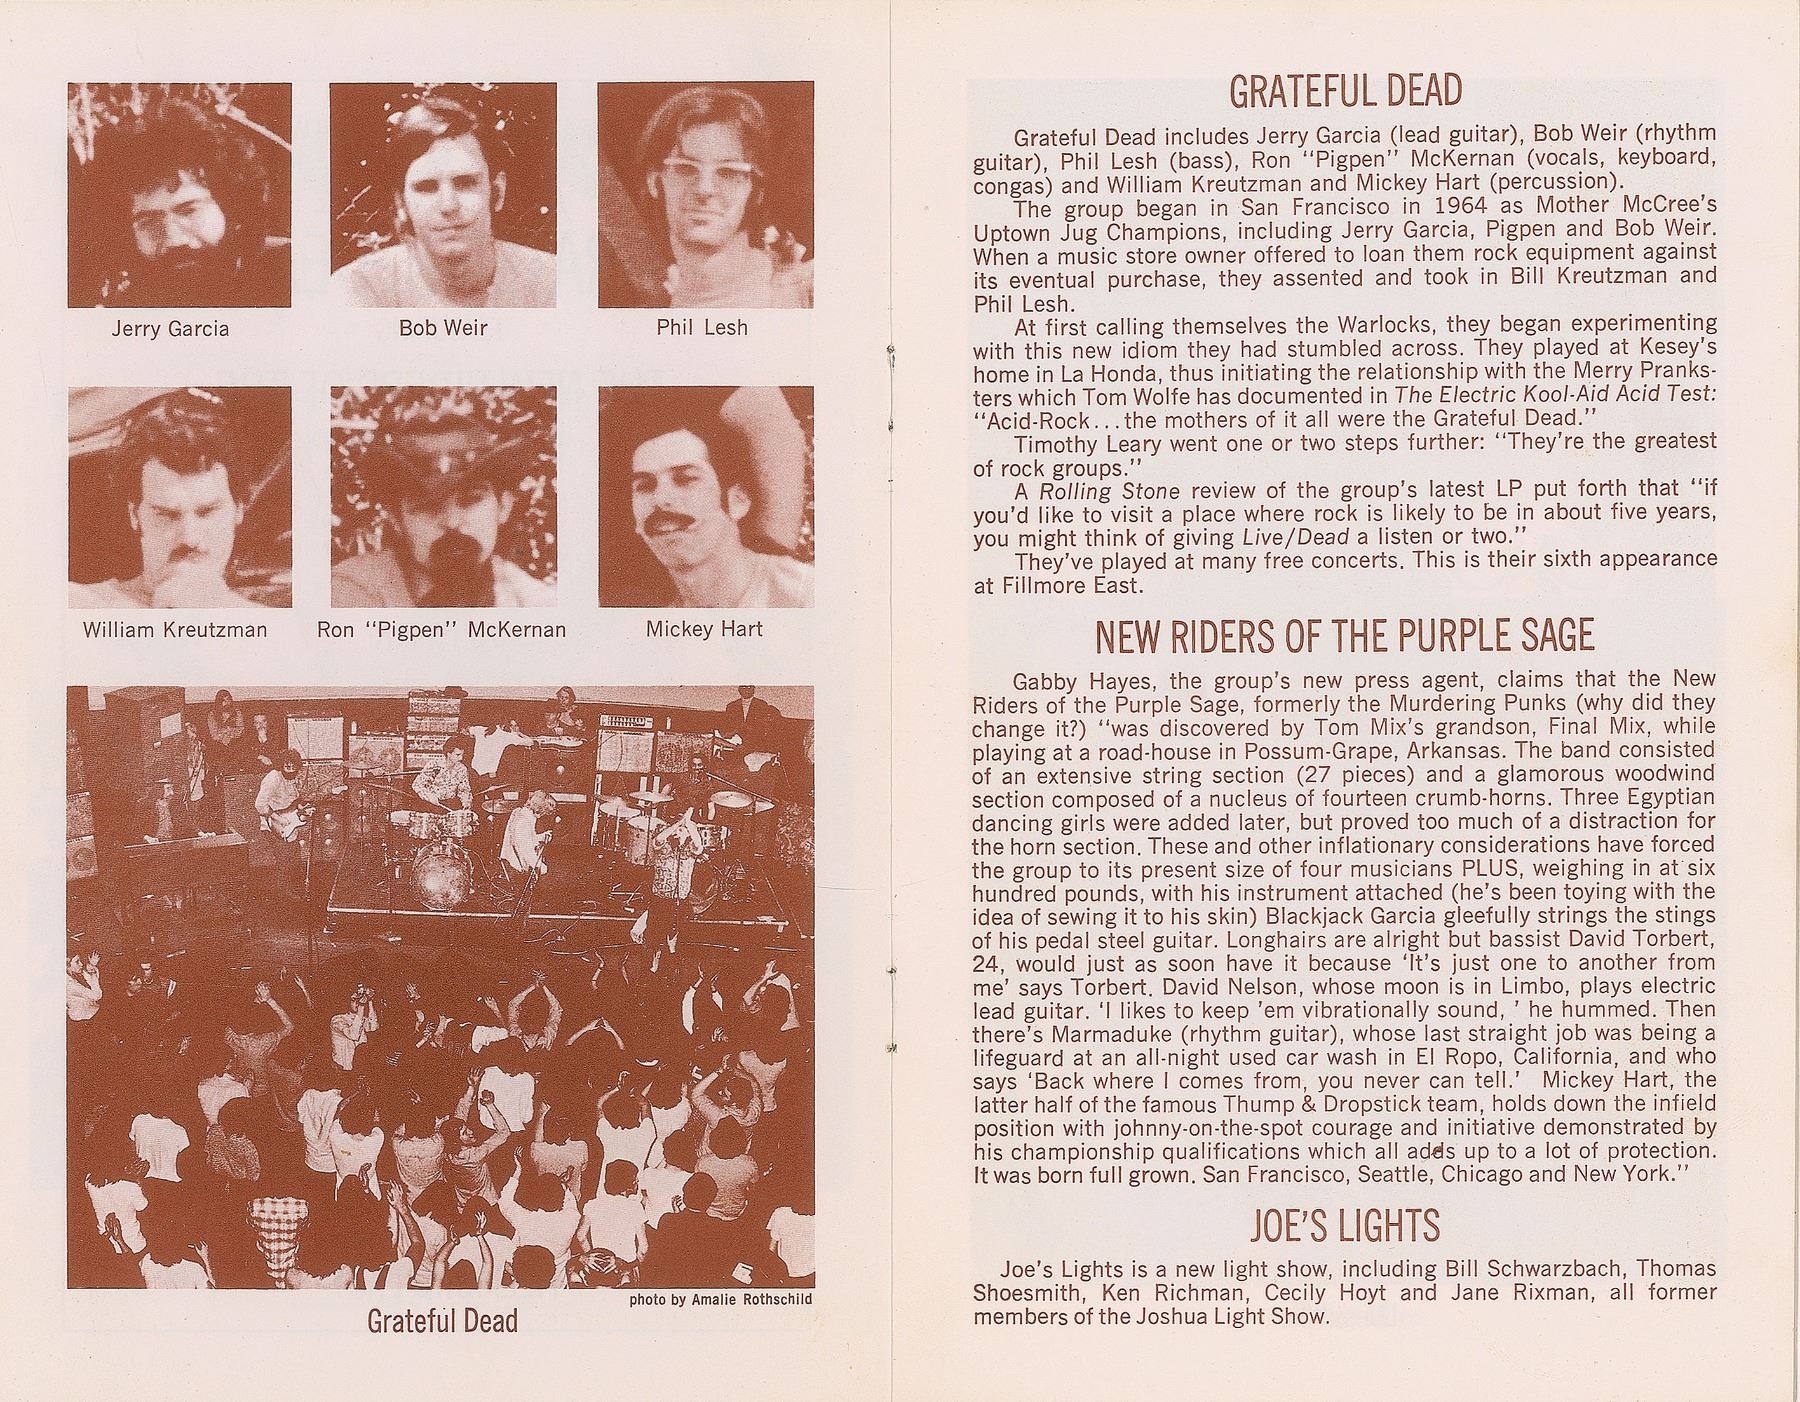 Jerry Garcia
Bob Weir
Phil Lesh
William Kreutzman
Ron “Pigpen” McKernan
Mickey Hart
photo by Amalie Rothschild
Grateful Dead
GRATEFUL DEAD
Grateful Dead includes Jerry Garcia (lead guitar), Bob Weir (rhythm
guitar), Phil Lesh (bass), Ron “Pigpen” McKernan (vocals, keyboard,
congas) and William Kreutzman and Mickey Hart (percussion).
The group began in San Francisco in 1964 as Mother McCree’s
Uptown Jug Champions, including Jerry Garcia, Pigpen and Bob Weir.
When a music store owner offered to loan them rock equipment against
its eventual purchase, they assented and took in Bill Kreutzman and
Phil Lesh.
At first calling themselves the Warlocks, they began experimenting
with this new idiom they had stumbled across. They played at Kesey’s
home in La Honda, thus initiating the relationship with the Merry Pranks-
ters which Tom Wolfe has documented in The Electric Kool-Aid Acid Test:
“Acid-Rock...the mothers of it all were the Grateful Dead.”
Timothy Leary went one or two steps further: “They’re the greatest
of rock groups.”
A Rolling Stone review of the group’s latest LP put forth that “if
you’d like to visit a place where rock is likely to be in about five years,
you might think of giving Live/Dead a listen or two.”
They’ve played at many free concerts. This is their sixth appearance
at Fillmore East.
NEW RIDERS OF THE PURPLE SAGE
Gabby Hayes, the group’s new press agent, claims that the New
Riders of the Purple Sage, formerly the Murdering Punks (why did they
change it?) “was discovered by Tom Mix’s grandson, Final Mix, while
playing at a road-house in Possum-Grape, Arkansas. The band consisted
of an extensive string section (27 pieces) and a glamorous woodwind
section composed of a nucleus of fourteen crumb-horns. Three Egyptian
dancing girls were added later, but proved too much of a distraction for
the horn section. These and other inflationary considerations have forced
the group to its present size of four musicians PLUS, weighing in at six
hundred pounds, with his instrument attached (he’s been toying with the
idea of sewing it to his skin) Blackjack Garcia gleefully strings the stings
of his pedal steel guitar. Longhairs are alright but bassist David Torbert,
24, would just as soon have it because ‘It’s just one to another from
me’ says Torbert. David Nelson, whose moon is in Limbo, plays electric
lead guitar. ‘I likes to keep ’em vibrationally sound, ’ he hummed. Then
there’s Marmaduke (rhythm guitar), whose last straight job was being a
lifeguard at an all-night used car wash in El Ropo, California, and who
says ‘Back where I comes from, you never can tell.’ Mickey Hart, the
latter half of the famous Thump & Dropstick team, holds down the infield
position with johnny-on-the-spot courage and initiative demonstrated by
his championship qualifications which all adds up to a lot of protection.
It was born full grown. San Francisco, Seattle, Chicago and New York.”
JOE’S LIGHTS
Joe’s Lights is a new light show, including Bill Schwarzbach, Thomas
Shoesmith, Ken Richman, Cecily Hoyt and Jane Rixman, all former
members of the Joshua Light Show.